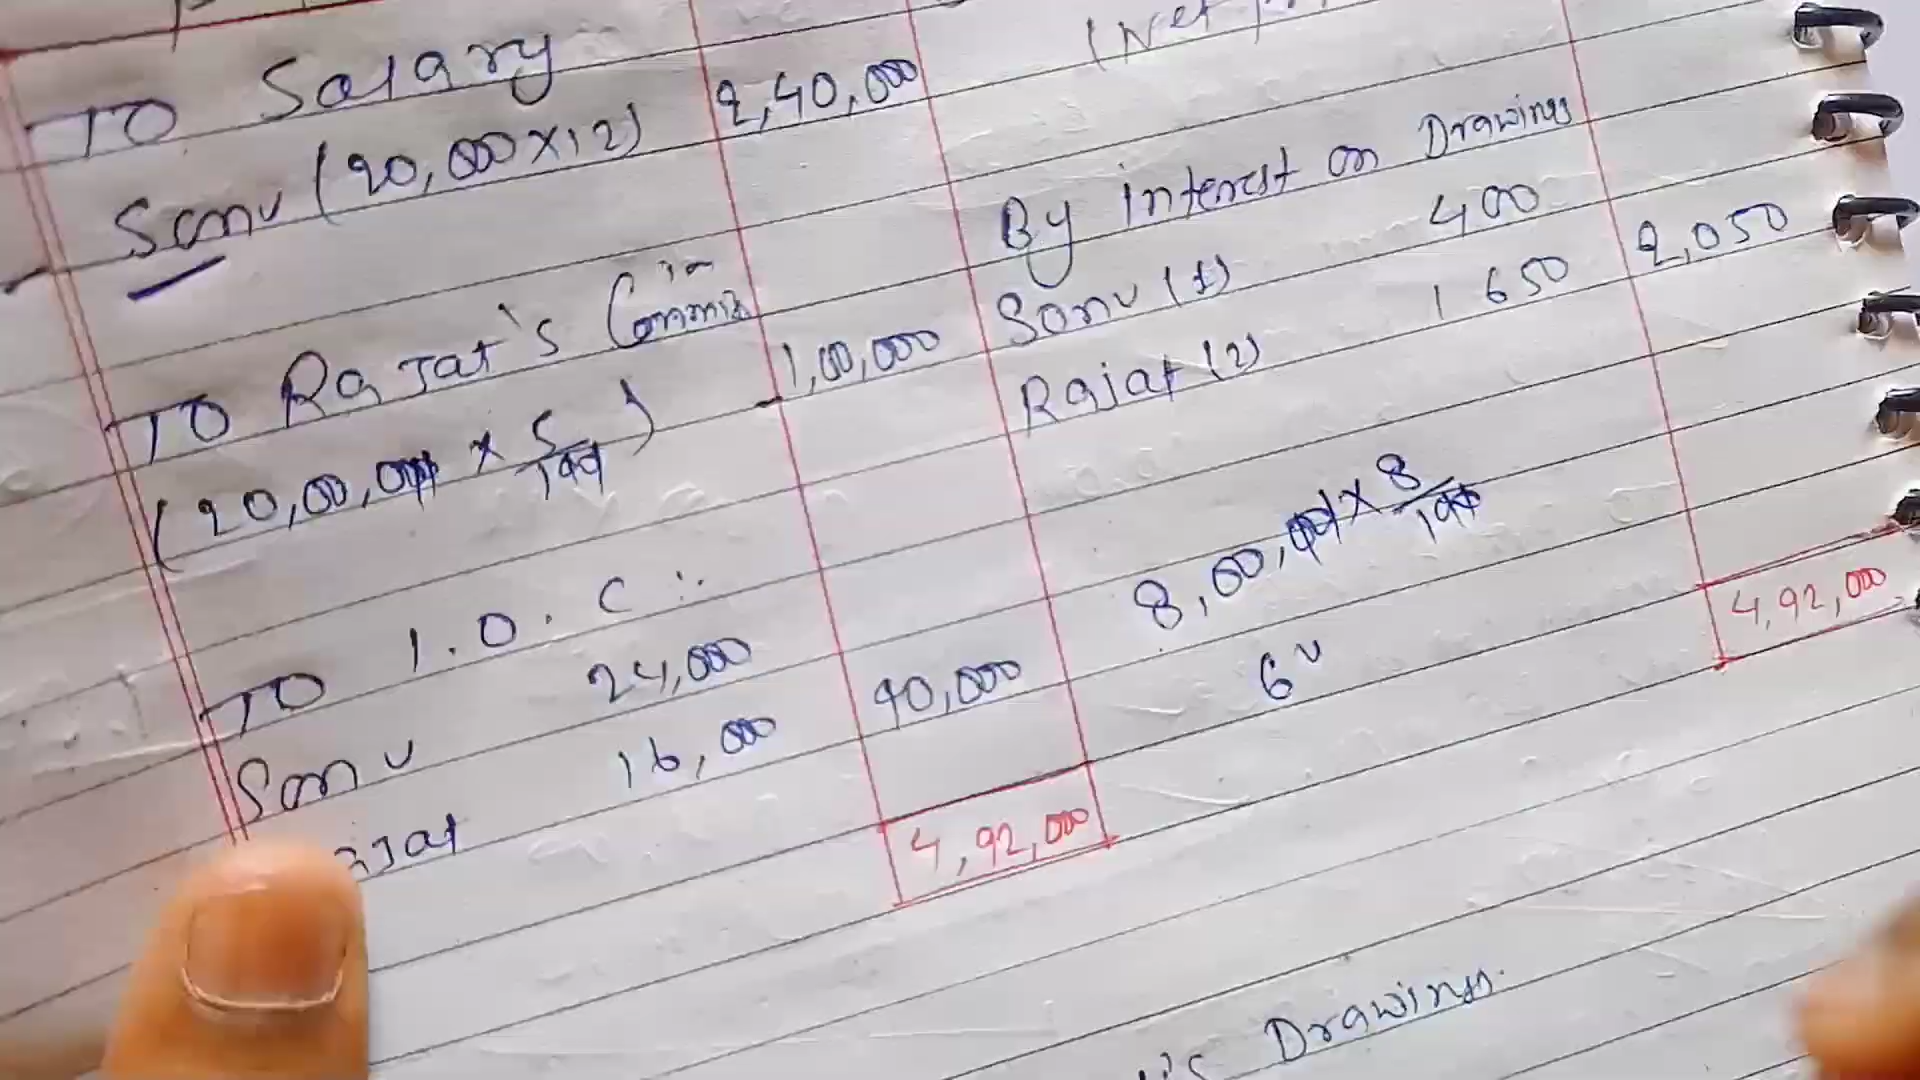 TO Salary
Sonu (20,000×12) 2,40,000
TO Rajat's Commission 1,00,000
(20,00,000 × 5/100)
TO I.O.C :-
Sonu 24,000
Rajat 16,000 40,000
4,92,000
(Net
By interest on Drawings
Sonu (1) 400
Rajat (2) 1650 2,050
8,00,000 × 8/100
6
4,92,000
's Drawings.